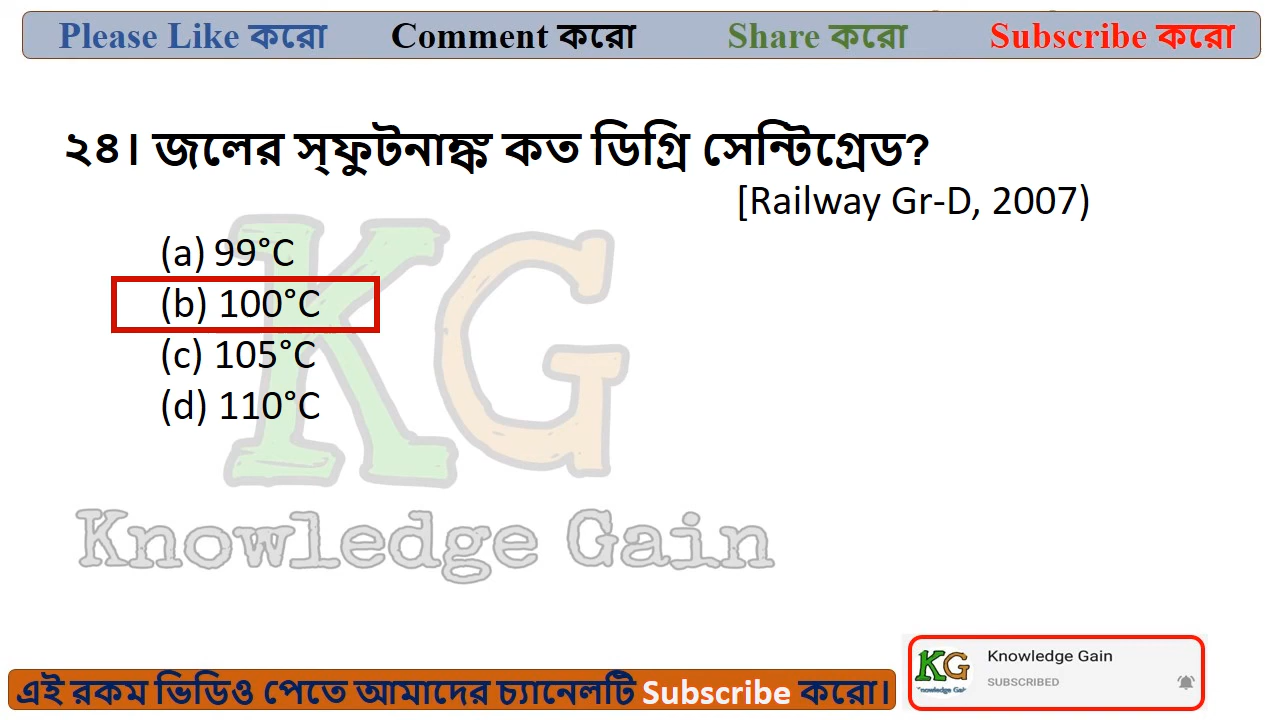 Please Like করো Comment করো Share করো Subscribe করো
২৪। জলের স্ফুটনাঙ্ক কত ডিগ্রি সেন্টিগ্রেড?
[Railway Gr-D, 2007)
(a) 99°C
(b) 100°C
(c) 105°C
(d) 110°C
KG
Knowledge Gain
এই রকম ভিডিও পেতে আমাদের চ্যানেলটি Subscribe করো।
KG
Knowledge Gain
SUBSCRIBED